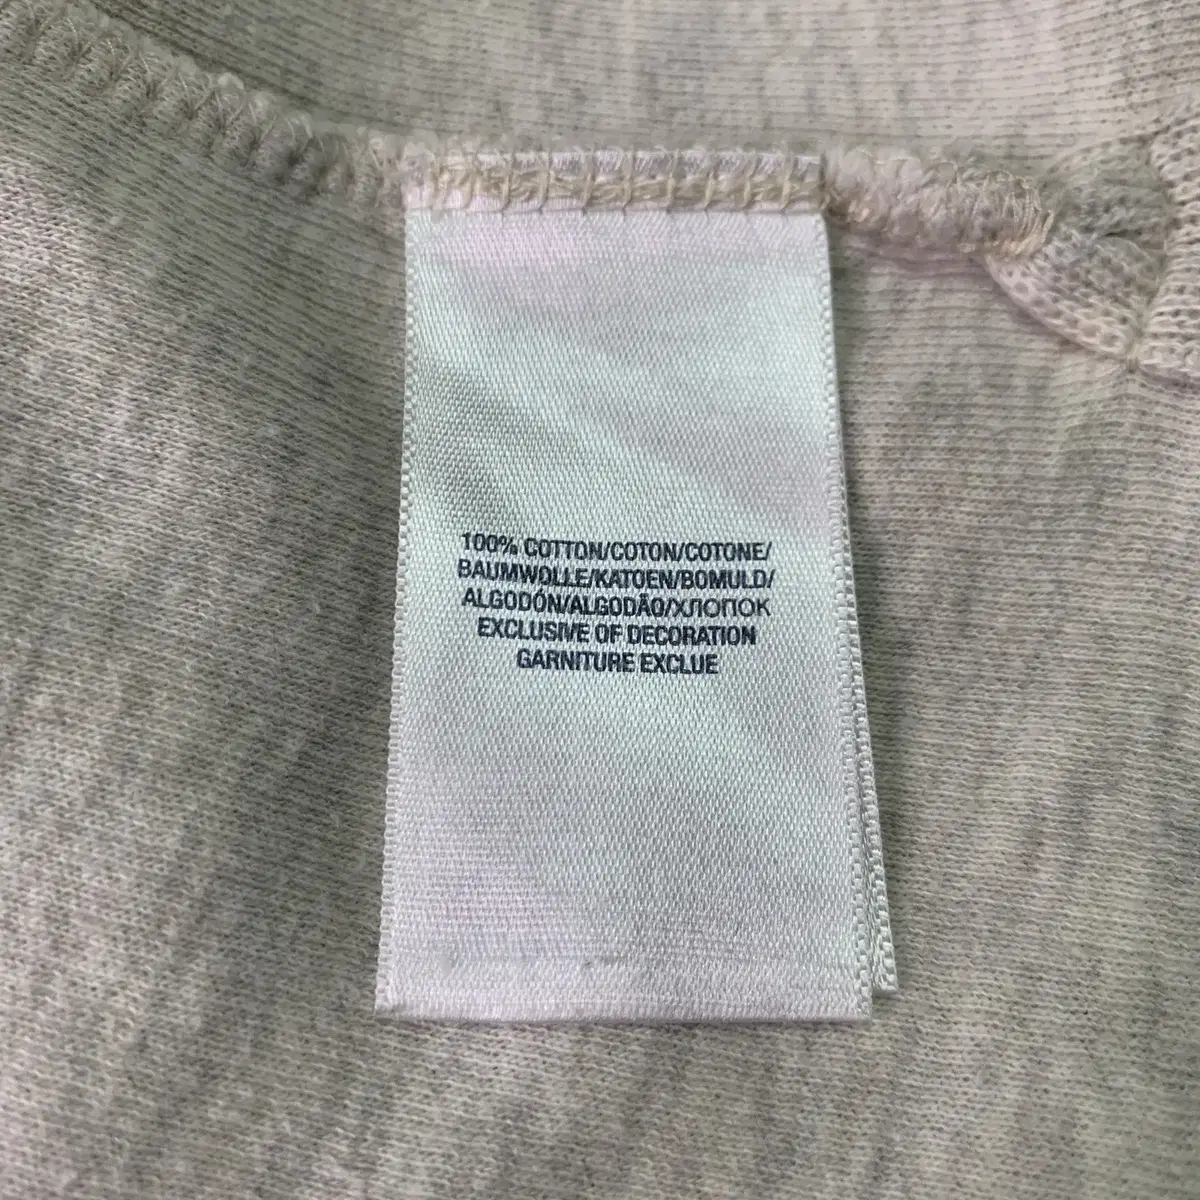 100% COTTON/COTON/COTONE/
BAUMWOLLE/KATOEN/BOMULD/
ALGODÓN/ALGODÃO/ХЛОПОК
EXCLUSIVE OF DECORATION
GARNITURE EXCLUE